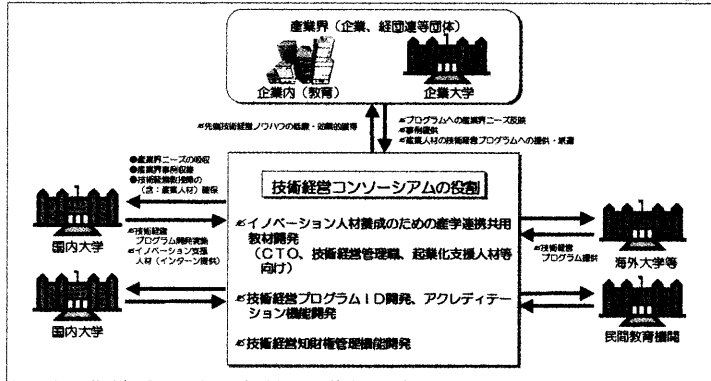 産業界（企業、経団連等団体）
企業内（教育）
企業大学
先端技術経営ノウハウの低廉・効率的獲得
プログラムへの産業界ニーズ反映
事例提供
産業人材の技術経営プログラムへの提供・派遣
●産業界ニーズの吸収
●産業界事例収録
●技術経営教授陣の
（含：産業人材）確保
国内大学
技術経営
プログラム開発実施
イノベーション支援
人材（インターン提供）
国内大学
技術経営コンソーシアムの役割
イノベーション人材養成のための産学連携共用
教材開発
（ＣＴＯ、技術経営管理職、起業化支援人材等
向け）
技術経営プログラムＩＤ開発、アクレディテー
ション機能開発
技術経営知財権管理機能開発
技術経営
プログラム提供
海外大学等
民間教育機関